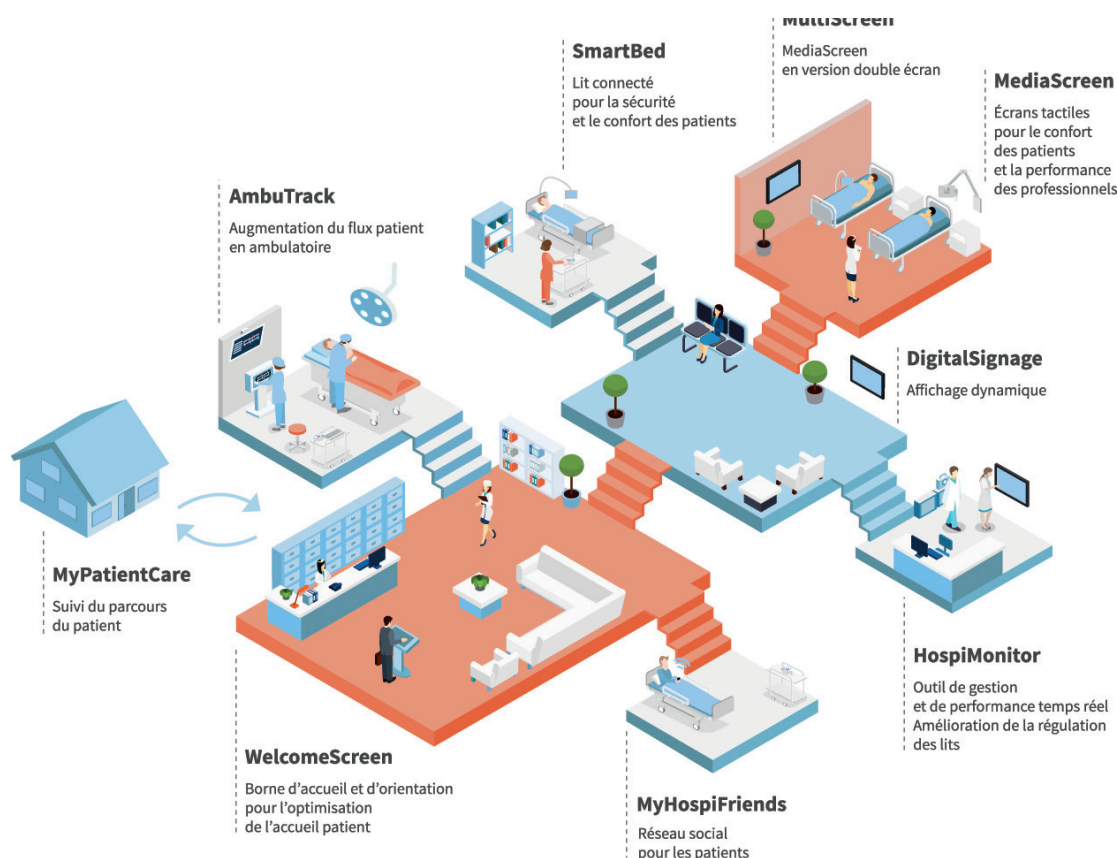 MultiScreen
MediaScreen
en version double écran
SmartBed
Lit connecté
pour la sécurité
et le confort des patients
MediaScreen
Écrans tactiles
pour le confort
des patients
et la performance
des professionnels
AmbuTrack
Augmentation du flux patient
en ambulatoire
DigitalSignage
Affichage dynamique
MyPatientCare
Suivi du parcours
du patient
HospiMonitor
Outil de gestion
et de performance temps réel
Amélioration de la régulation
des lits
WelcomeScreen
Borne d’accueil et d’orientation
pour l’optimisation
de l’accueil patient
MyHospiFriends
Réseau social
pour les patients